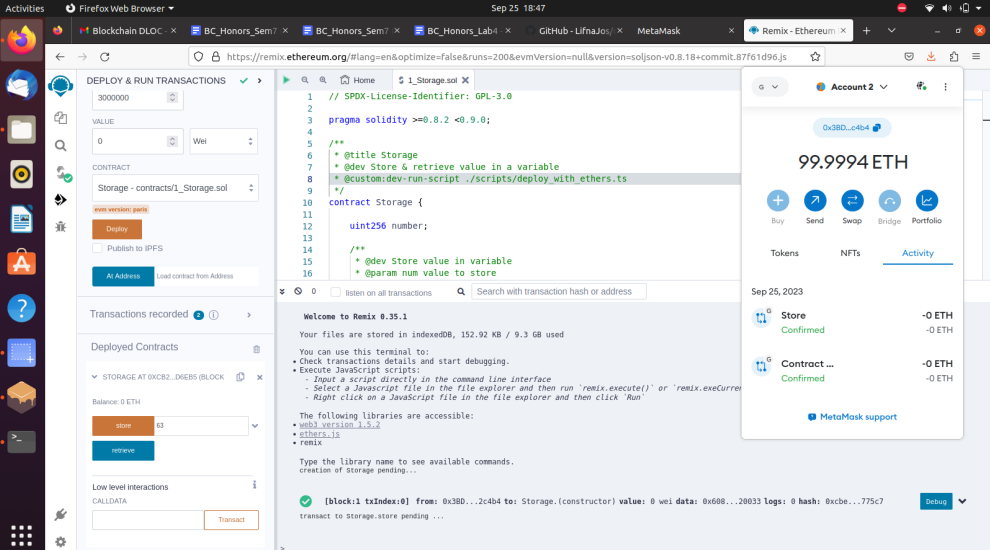 Activities
Firefox Web Browser
Sep 25 18:47
Blockchain DLOC -
BC_Honors_Sem7
BC_Honors_Sem7
BC_Honors_Lab4 -
GitHub - LifnaJos/
MetaMask
Remix - Ethereum
https://remix.ethereum.org/#lang=en&optimize=false&runs=200&evmVersion=null&version=soljson-v0.8.18+commit.87f61d96.js
DEPLOY & RUN TRANSACTIONS
3000000
VALUE
0
Wei
CONTRACT
Storage - contracts/1_Storage.sol
evm version: paris
Deploy
Publish to IPFS
At Address
Load contract from Address
Transactions recorded 2
Deployed Contracts
STORAGE AT 0XCB2...D6EB5 (BLOCK
Balance: 0 ETH
store
63
retrieve
Low level interactions
CALLDATA
Transact
Home
1_Storage.sol
1 // SPDX-License-Identifier: GPL-3.0
2
3 pragma solidity >=0.8.2 <0.9.0;
4
5 /**
6 * @title Storage
7 * @dev Store & retrieve value in a variable
8 * @custom:dev-run-script ./scripts/deploy_with_ethers.ts
9 */
10 contract Storage {
11
12 uint256 number;
13
14 /**
15 * @dev Store value in variable
16 * @param num value to store
0
listen on all transactions
Search with transaction hash or address
Welcome to Remix 0.35.1
Your files are stored in indexedDB, 152.92 KB / 9.3 GB used
You can use this terminal to:
• Check transactions details and start debugging.
• Execute JavaScript scripts:
- Input a script directly in the command line interface
- Select a Javascript file in the file explorer and then run `remix.execute()` or `remix.exeCurren
- Right click on a JavaScript file in the file explorer and then click `Run`
The following libraries are accessible:
• web3 version 1.5.2
• ethers.js
• remix
Type the library name to see available commands.
creation of Storage pending...
[block:1 txIndex:0] from: 0x3BD...2c4b4 to: Storage.(constructor) value: 0 wei data: 0x608...20033 logs: 0 hash: 0xcbe...775c7
Debug
transact to Storage.store pending ...
>
G
Account 2
0x3BD...c4b4
99.9994 ETH
Buy
Send
Swap
Bridge
Portfolio
Tokens
NFTs
Activity
Sep 25, 2023
G
Store
-0 ETH
Confirmed
-0 ETH
G
Contract ...
-0 ETH
Confirmed
-0 ETH
MetaMask support